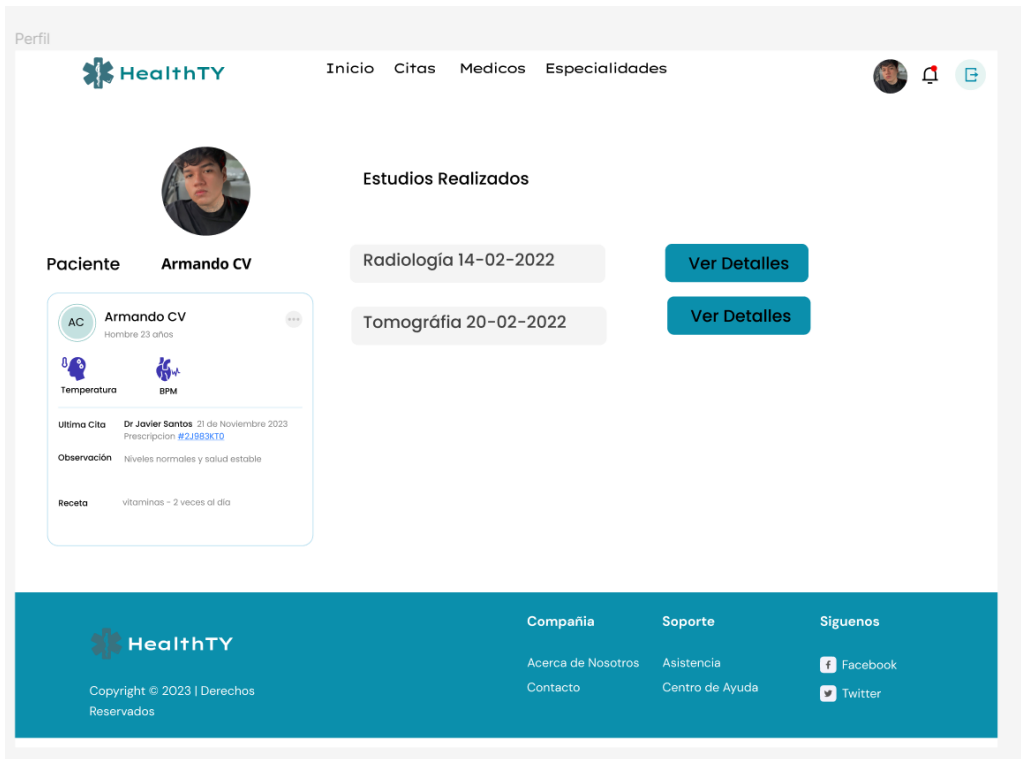 Perfil
HealthTY
Inicio Citas Medicos Especialidades
Estudios Realizados
Paciente Armando CV
Radiología 14-02-2022 Ver Detalles
Tomográfia 20-02-2022 Ver Detalles
AC Armando CV
Hombre 23 años
Temperatura BPM
Ultima Cita Dr Javier Santos 21 de Noviembre 2023
Prescripcion #2J983KT0
Observación Niveles normales y salud estable
Receta vitaminas - 2 veces al día
HealthTY
Copyright © 2023 | Derechos
Reservados
Compañia
Acerca de Nosotros
Contacto
Soporte
Asistencia
Centro de Ayuda
Siguenos
Facebook
Twitter